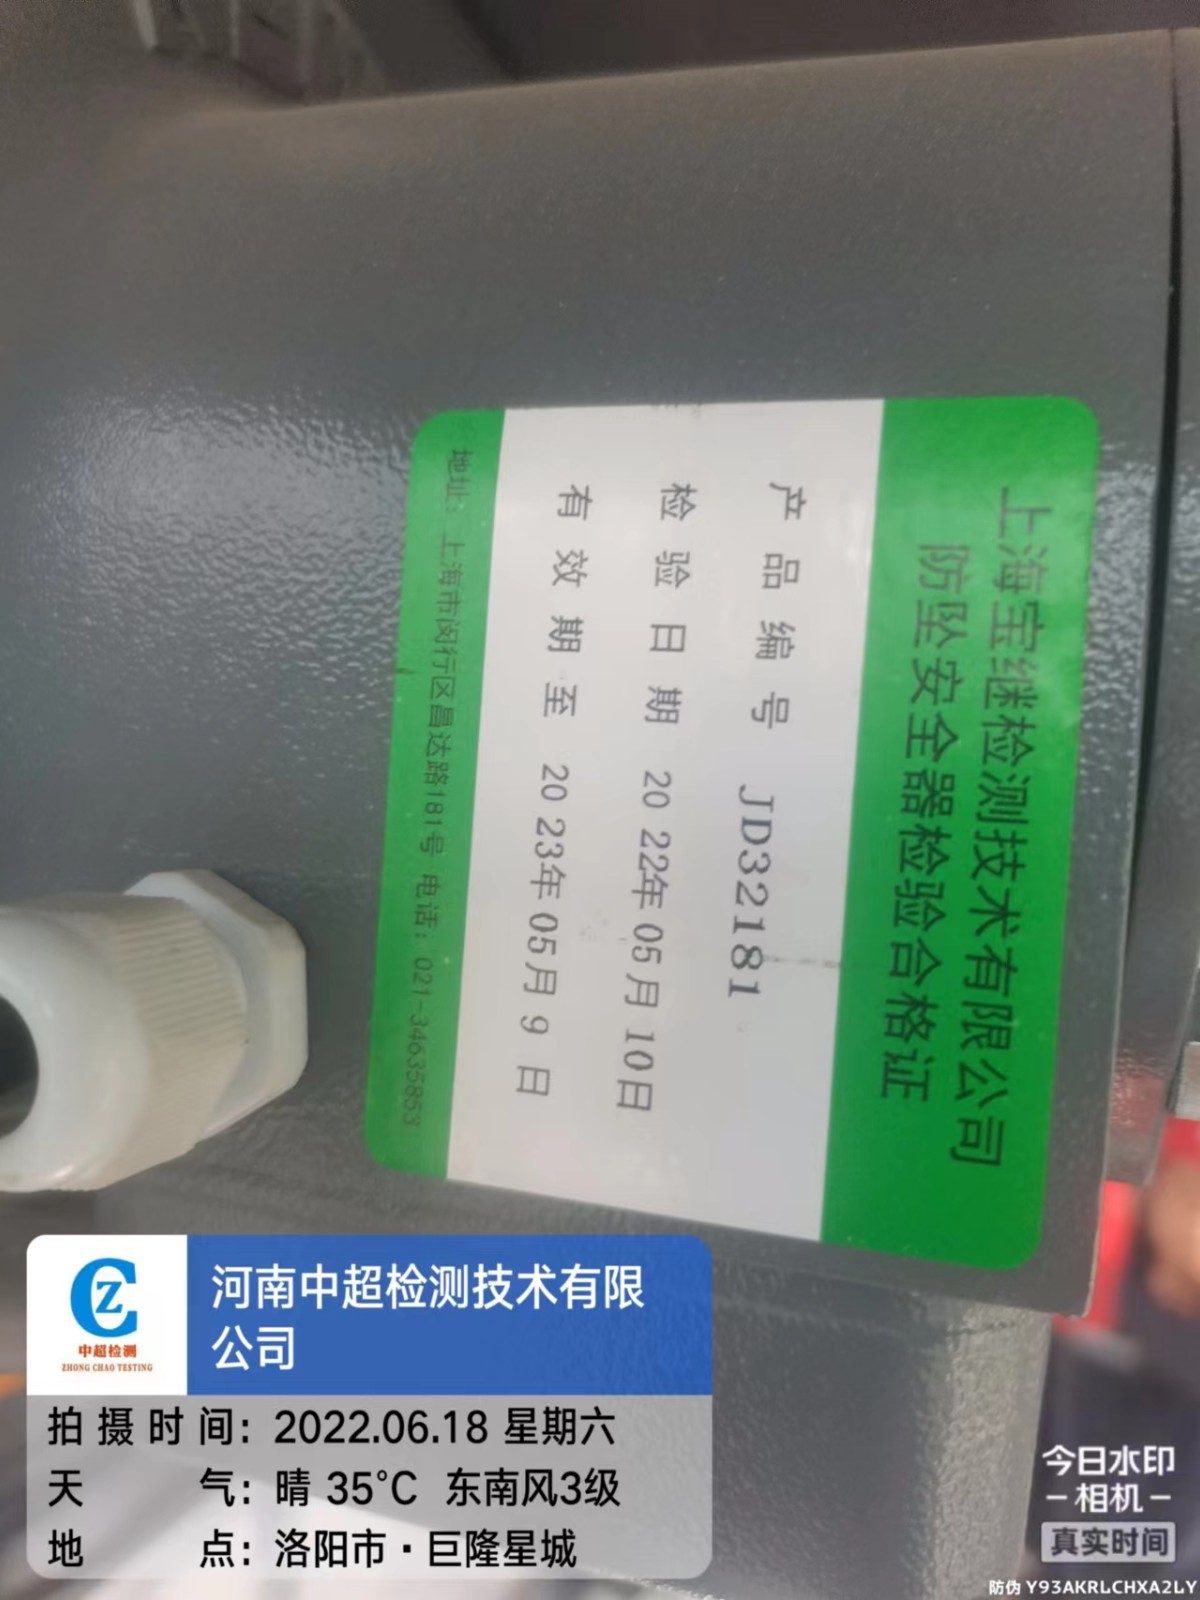 上海宝继检测技术有限公司
防坠安全器检验合格证
产品编号 JD32181
检验日期 2022年05月10日
有效期至 2023年05月9日
地址: 上海市闵行区昌达路181号 电话: 021-34635853
CZ
中超检测
ZHONG CHAO TESTING
河南中超检测技术有限
公司
拍摄时间: 2022.06.18 星期六
天气: 晴 35℃ 东南风3级
地点: 洛阳市·巨隆星城
今日水印
-相机-
真实时间
防伪 Y93AKRLCHXA2LY